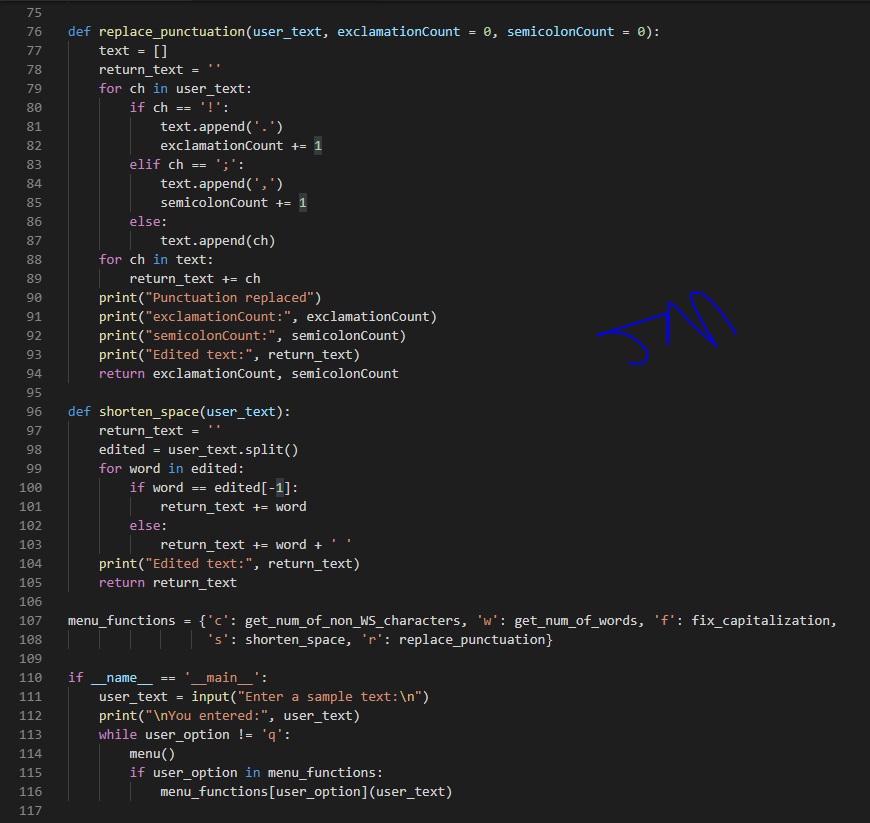 75
76 def replace_punctuation(user_text, exclamationCount = 0, semicolonCount = 0):
77     text = []
78     return_text = ''
79     for ch in user_text:
80         if ch == '!':
81             text.append('.')
82             exclamationCount += 1
83         elif ch == ';':
84             text.append(',')
85             semicolonCount += 1
86         else:
87             text.append(ch)
88     for ch in text:
89         return_text += ch
90     print("Punctuation replaced")
91     print("exclamationCount:", exclamationCount)
92     print("semicolonCount:", semicolonCount)
93     print("Edited text:", return_text)
94     return exclamationCount, semicolonCount
95
96 def shorten_space(user_text):
97     return_text = ''
98     edited = user_text.split()
99     for word in edited:
100         if word == edited[-1]:
101             return_text += word
102         else:
103             return_text += word + ' '
104     print("Edited text:", return_text)
105     return return_text
106
107 menu_functions = {'c': get_num_of_non_WS_characters, 'w': get_num_of_words, 'f': fix_capitalization,
108                   's': shorten_space, 'r': replace_punctuation}
109
110 if __name__ == '__main__':
111     user_text = input("Enter a sample text:\n")
112     print("\nYou entered:", user_text)
113     while user_option != 'q':
114         menu()
115         if user_option in menu_functions:
116             menu_functions[user_option](user_text)
117